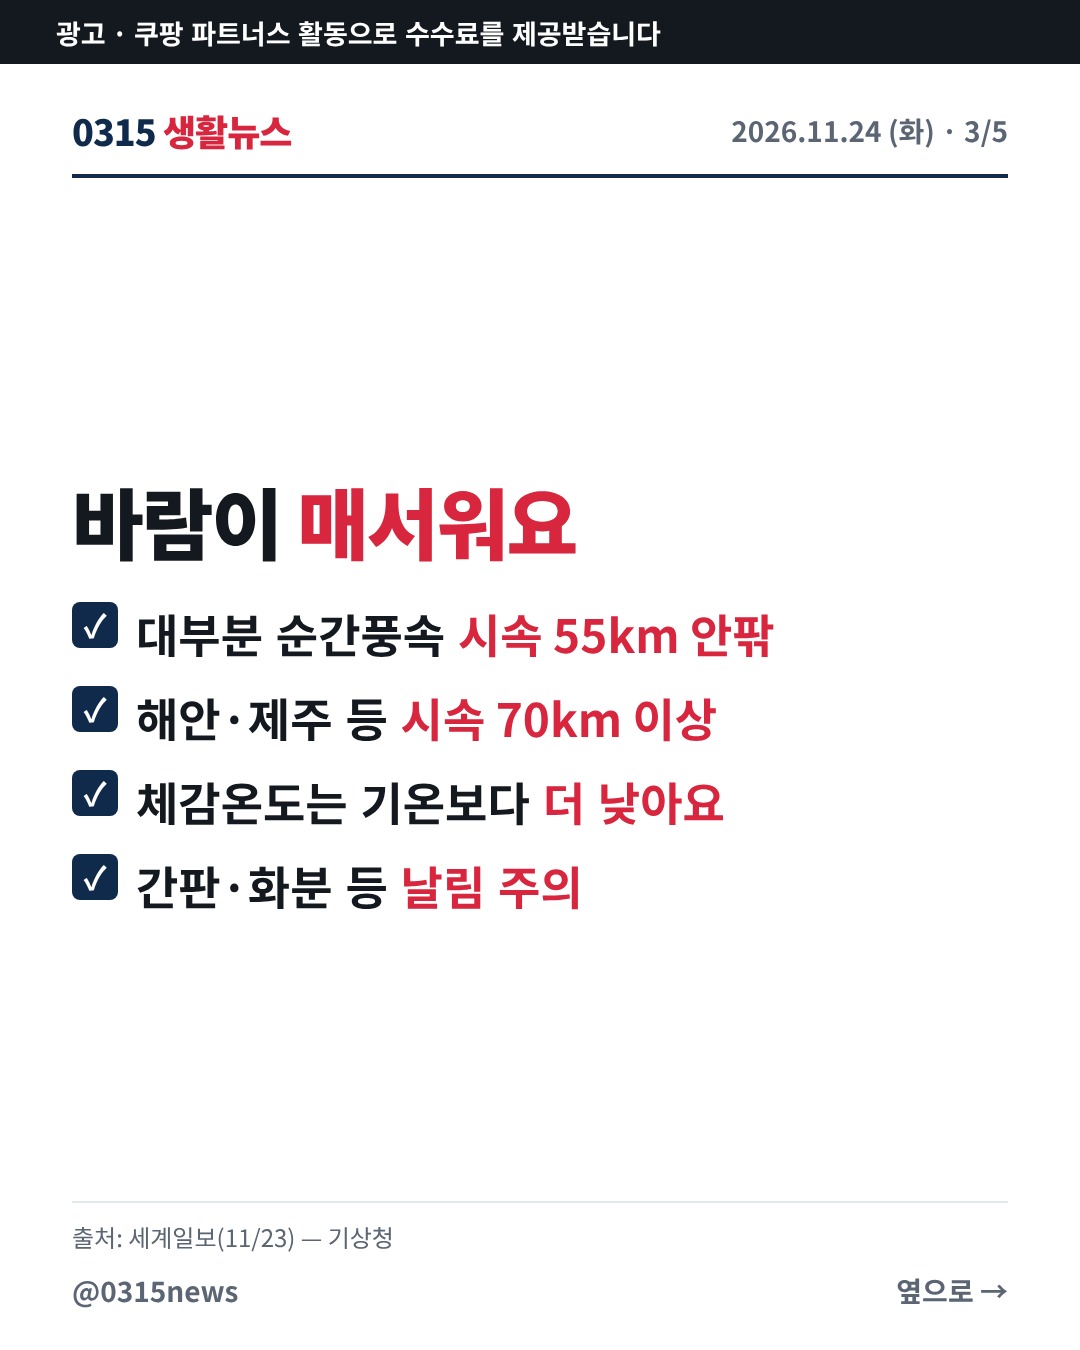 광고 · 쿠팡 파트너스 활동으로 수수료를 제공받습니다
0315 생활뉴스
2026.11.24 (화) · 3/5
바람이 매서워요
✓ 대부분 순간풍속 시속 55km 안팎
✓ 해안·제주 등 시속 70km 이상
✓ 체감온도는 기온보다 더 낮아요
✓ 간판·화분 등 날림 주의
출처: 세계일보(11/23) — 기상청
@0315news
옆으로 →